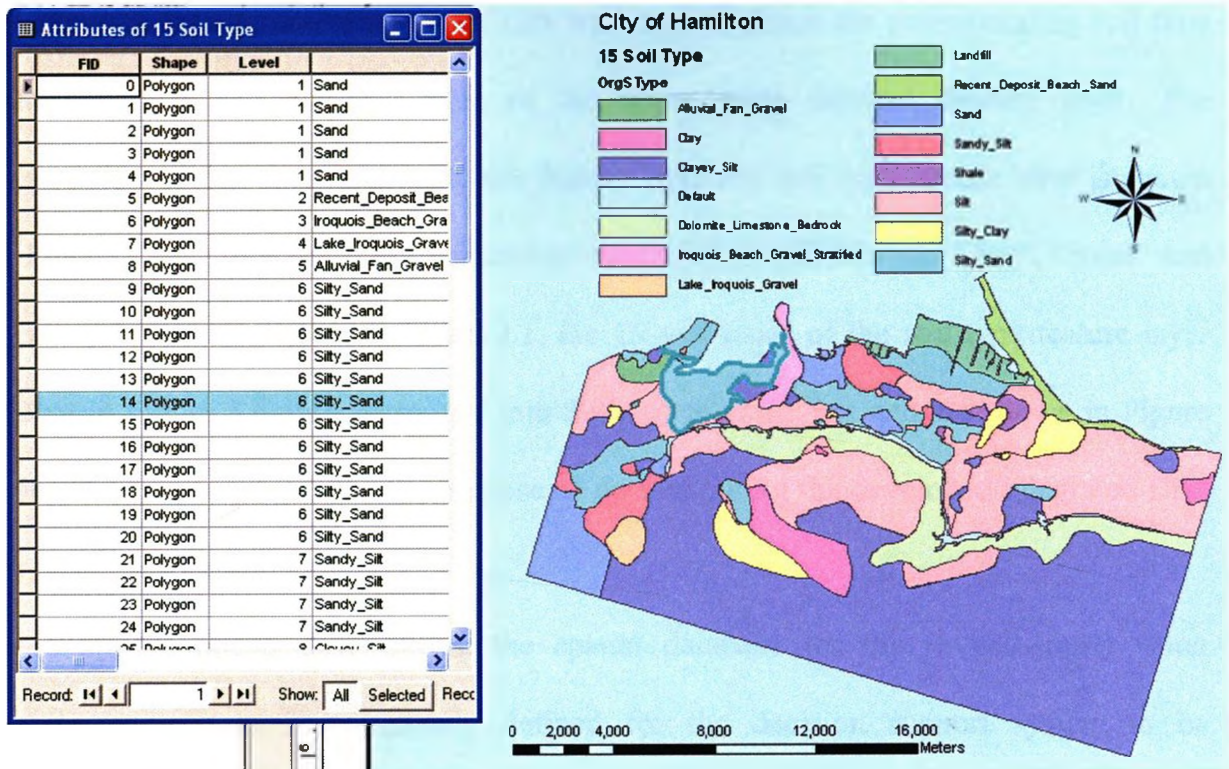 Attributes of 15 Soil Type
FID Shape Level
0 Polygon 1 Sand
1 Polygon 1 Sand
2 Polygon 1 Sand
3 Polygon 1 Sand
4 Polygon 1 Sand
5 Polygon 2 Recent_Deposit_Bea
6 Polygon 3 Iroquois_Beach_Gra
7 Polygon 4 Lake_Iroquois_Grave
8 Polygon 5 Alluvial_Fan_Gravel
9 Polygon 6 Silty_Sand
10 Polygon 6 Silty_Sand
11 Polygon 6 Silty_Sand
12 Polygon 6 Silty_Sand
13 Polygon 6 Silty_Sand
14 Polygon 6 Silty_Sand
15 Polygon 6 Silty_Sand
16 Polygon 6 Silty_Sand
17 Polygon 6 Silty_Sand
18 Polygon 6 Silty_Sand
19 Polygon 6 Silty_Sand
20 Polygon 6 Silty_Sand
21 Polygon 7 Sandy_Silt
22 Polygon 7 Sandy_Silt
23 Polygon 7 Sandy_Silt
24 Polygon 7 Sandy_Silt
Record: 1 Show: All Selected Recc
City of Hamilton
15 Soil Type
OrgSType
Alluvial_Fan_Gravel
Clay
Clayey_Silt
Default
Dolomite_Limestone_Bedrock
Iroquois_Beach_Gravel_Stratified
Lake_Iroquois_Gravel
Landfill
Recent_Deposit_Beach_Sand
Sand
Sandy_Silt
Shale
Silt
Silty_Clay
Silty_Sand
N
W E
S
0 2,000 4,000 8,000 12,000 16,000
Meters